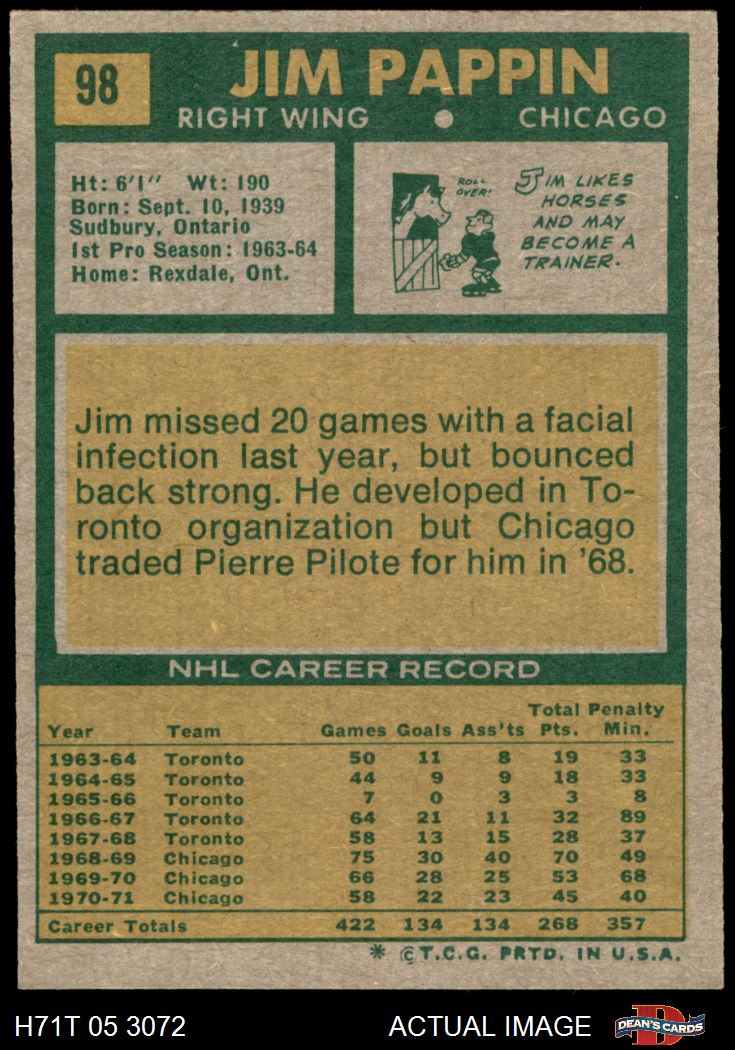 98
JIM PAPPIN
RIGHT WING • CHICAGO
Ht: 6'1" Wt: 190
Born: Sept. 10, 1939
Sudbury, Ontario
1st Pro Season: 1963-64
Home: Rexdale, Ont.
ROLL
OVER!
JIM LIKES
HORSES
AND MAY
BECOME A
TRAINER.
Jim missed 20 games with a facial
infection last year, but bounced
back strong. He developed in To-
ronto organization but Chicago
traded Pierre Pilote for him in '68.
NHL CAREER RECORD
Total Penalty
Year Team Games Goals Ass'ts Pts. Min.
1963-64 Toronto 50 11 8 19 33
1964-65 Toronto 44 9 9 18 33
1965-66 Toronto 7 0 3 3 8
1966-67 Toronto 64 21 11 32 89
1967-68 Toronto 58 13 15 28 37
1968-69 Chicago 75 30 40 70 49
1969-70 Chicago 66 28 25 53 68
1970-71 Chicago 58 22 23 45 40
Career Totals 422 134 134 268 357
* ©T.C.G. PRTD. IN U.S.A.
H71T 05 3072 ACTUAL IMAGE D DEAN'S CARDS